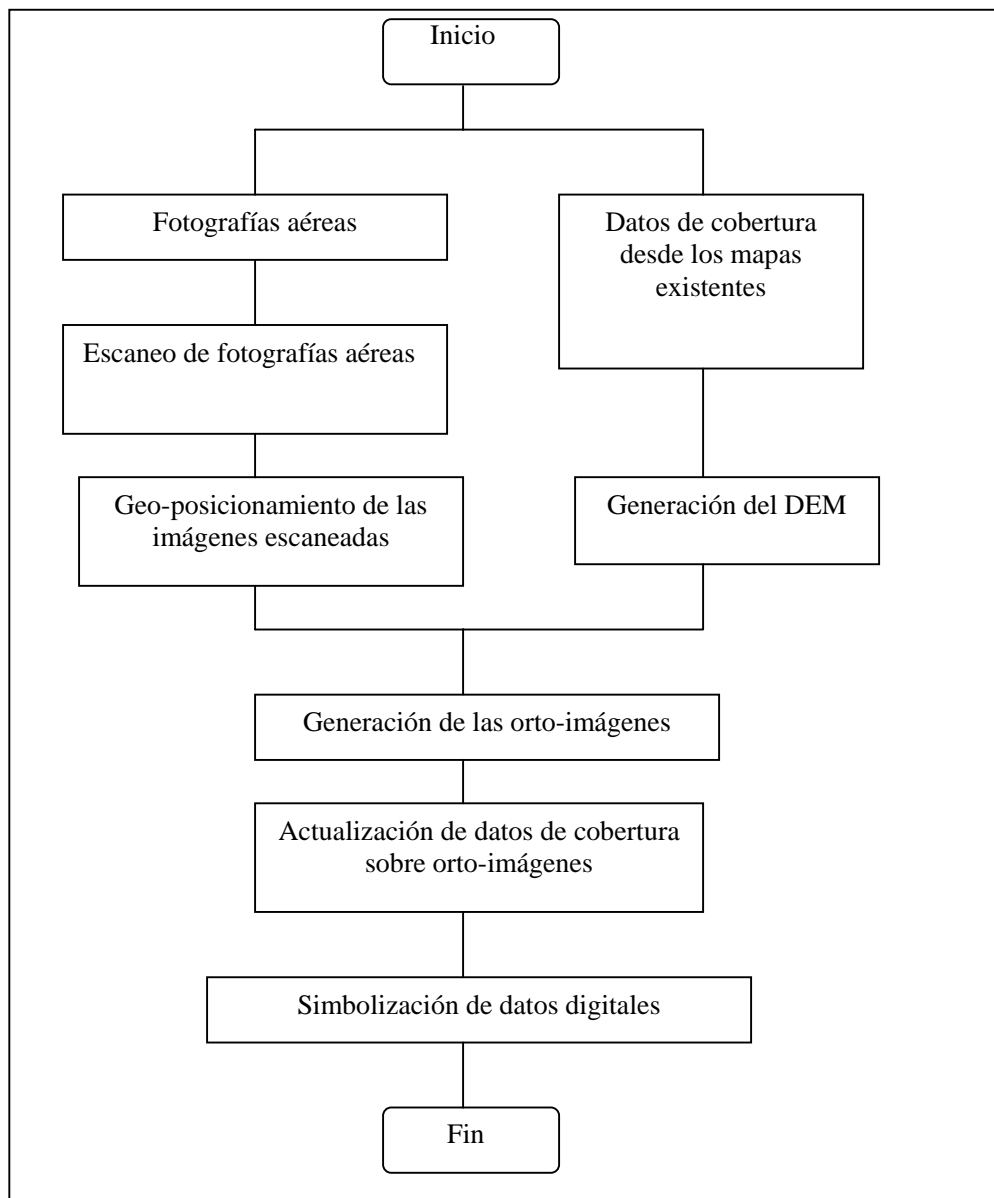 Inicio
Fotografías aéreas
Datos de cobertura
desde los mapas
existentes
Escaneo de fotografías aéreas
Geo-posicionamiento de las
imágenes escaneadas
Generación del DEM
Generación de las orto-imágenes
Actualización de datos de cobertura
sobre orto-imágenes
Simbolización de datos digitales
Fin